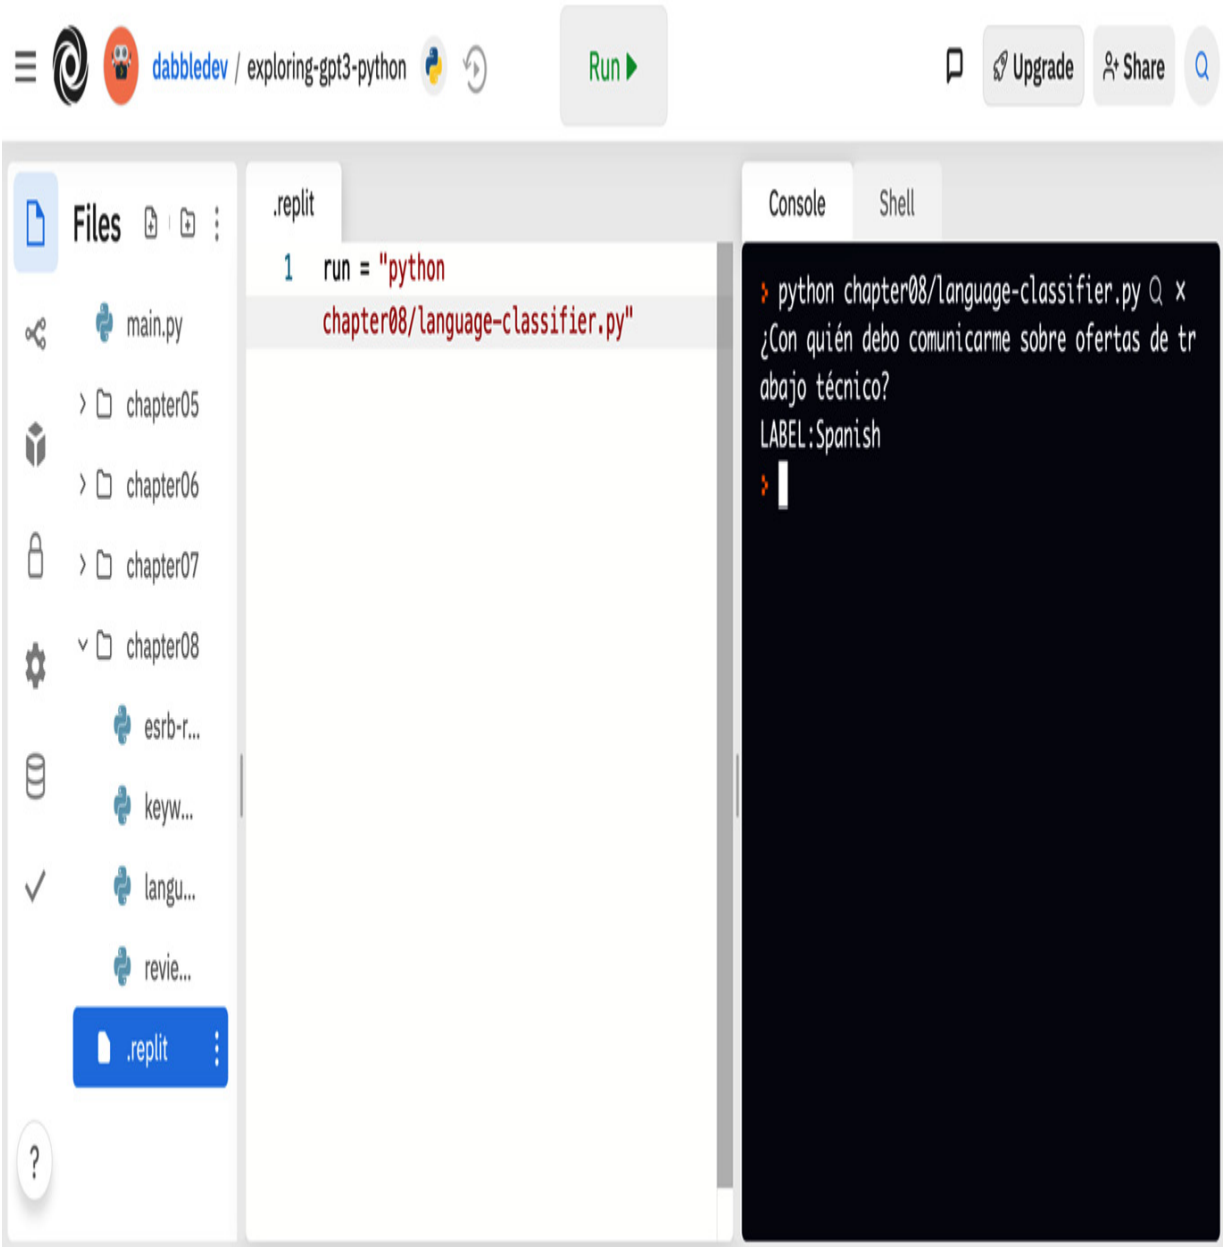 dabbledev / exploring-gpt3-python
Run
Upgrade
Share
Files
main.py
chapter05
chapter06
chapter07
chapter08
esrb-r...
keyw...
langu...
revie...
.replit
?
.replit
1 run = "python
chapter08/language-classifier.py"
Console
Shell
python chapter08/language-classifier.py
¿Con quién debo comunicarme sobre ofertas de tr
abajo técnico?
LABEL:Spanish